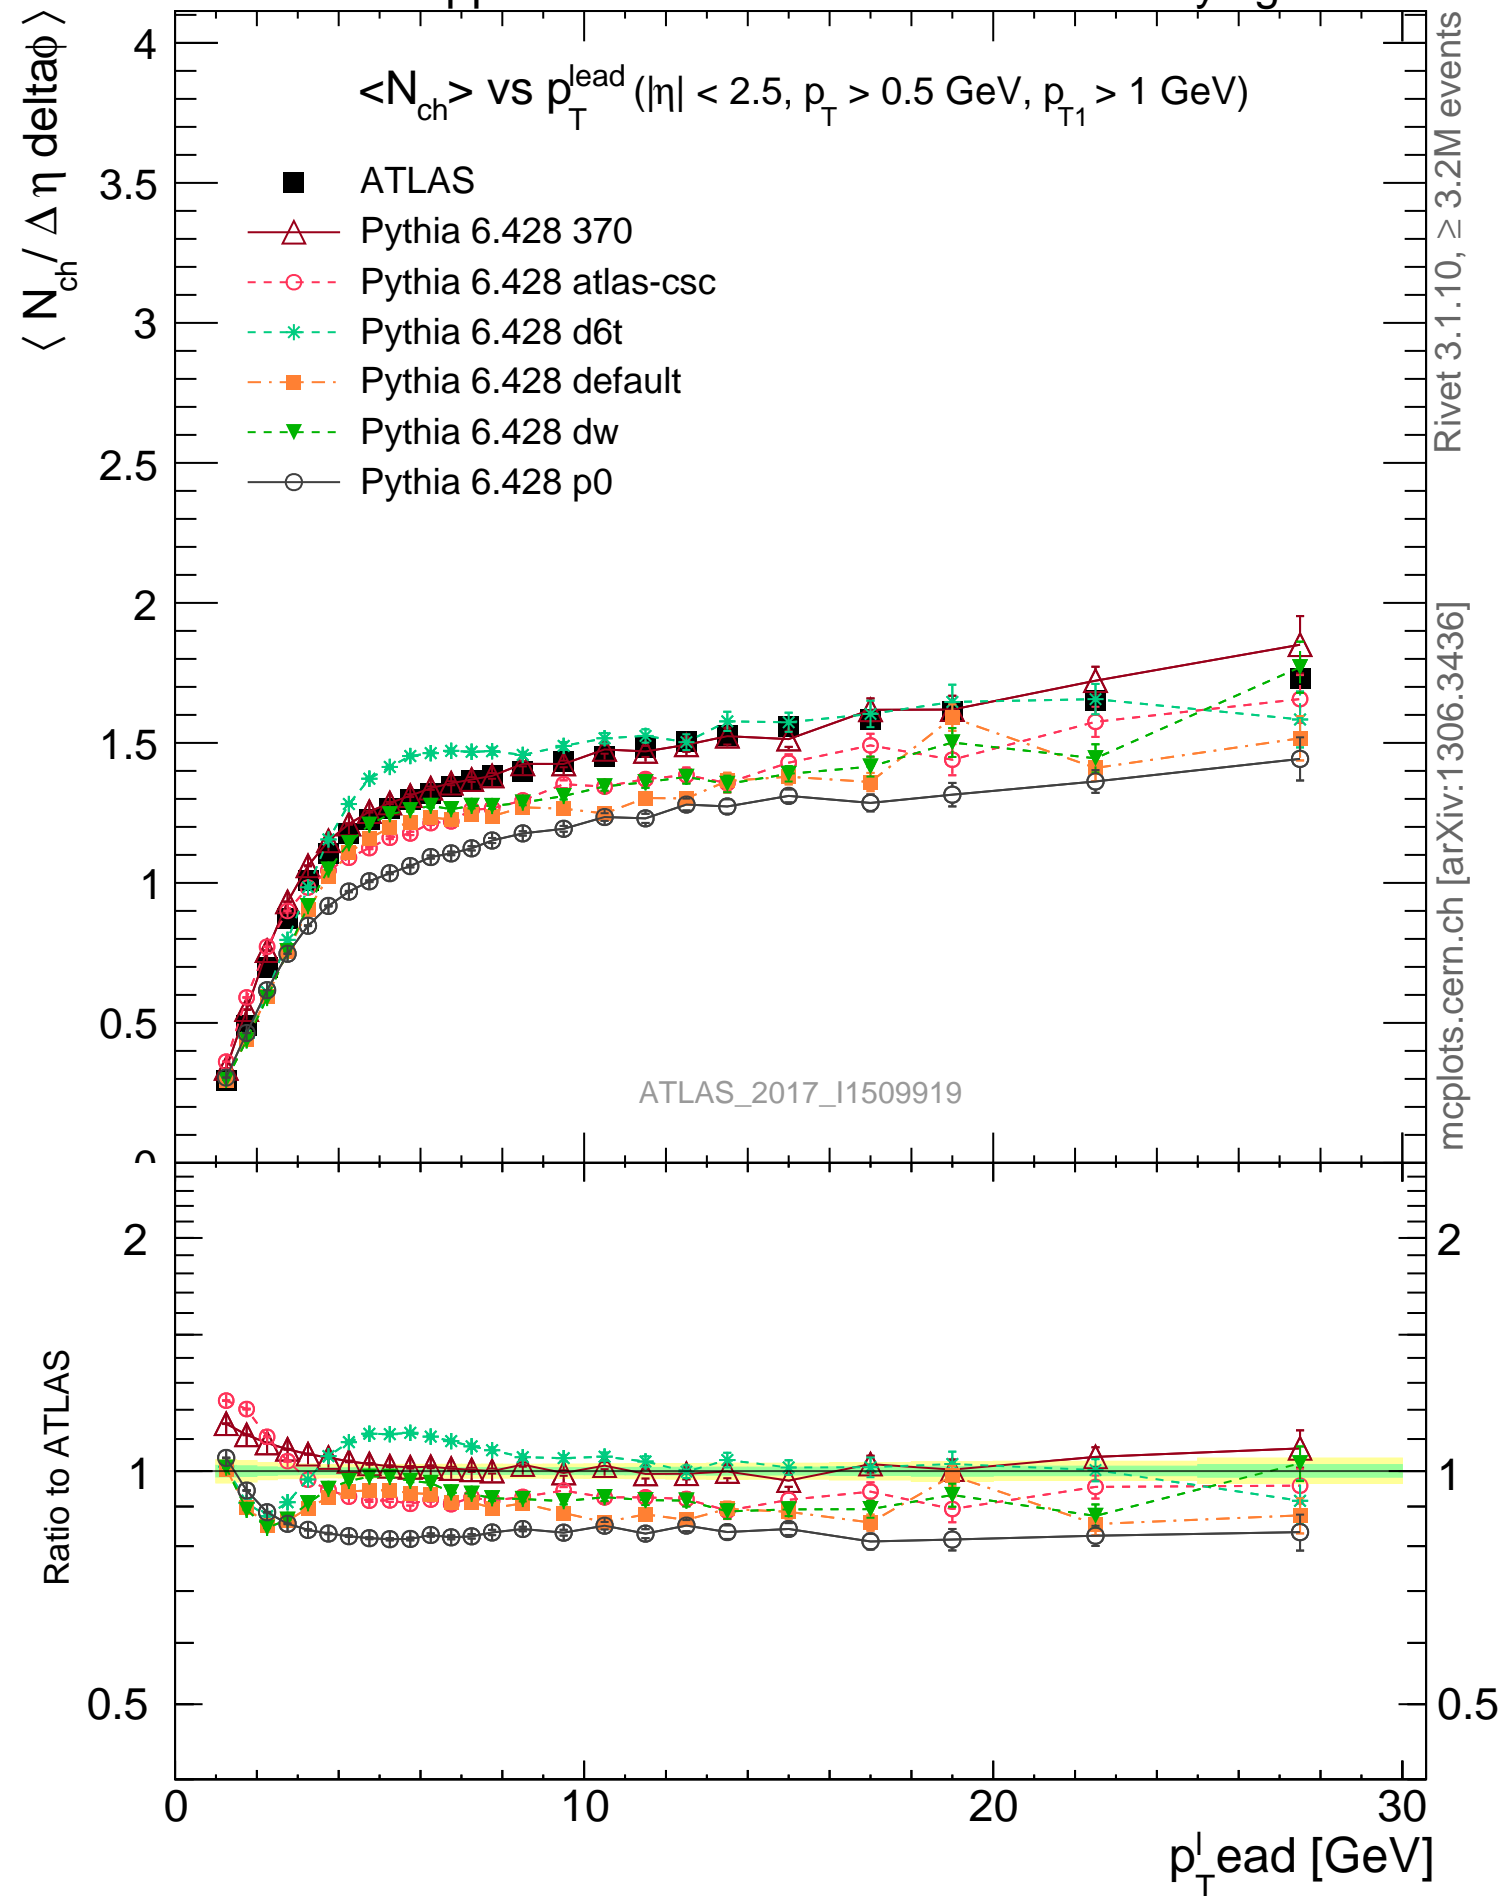 ⟨ N_ch / Δ η deltaφ ⟩
<N_ch> vs p_T^lead (|η| < 2.5, p_T > 0.5 GeV, p_T1 > 1 GeV)
ATLAS
Pythia 6.428 370
Pythia 6.428 atlas-csc
Pythia 6.428 d6t
Pythia 6.428 default
Pythia 6.428 dw
Pythia 6.428 p0
4
3.5
3
2.5
2
1.5
1
0.5
0
ATLAS_2017_I1509919
Rivet 3.1.10, ≥ 3.2M events
mcplots.cern.ch [arXiv:1306.3436]
Ratio to ATLAS
2
1
0.5
2
1
0.5
0 10 20 30
p_T^l ead [GeV]